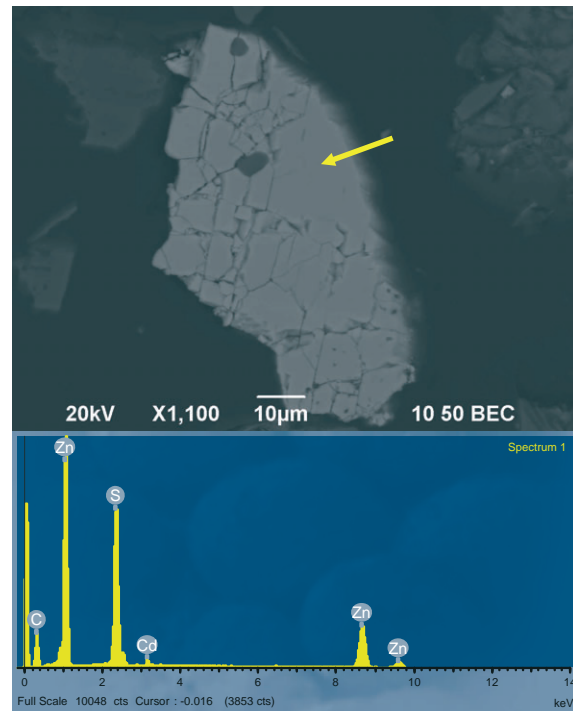 20kV X1,100 10µm 10 50 BEC
Spectrum 1
Zn
S
C
Cd
Zn
Zn
0 2 4 6 8 10 12 14
Full Scale 10048 cts Cursor : -0.016 (3853 cts) keV